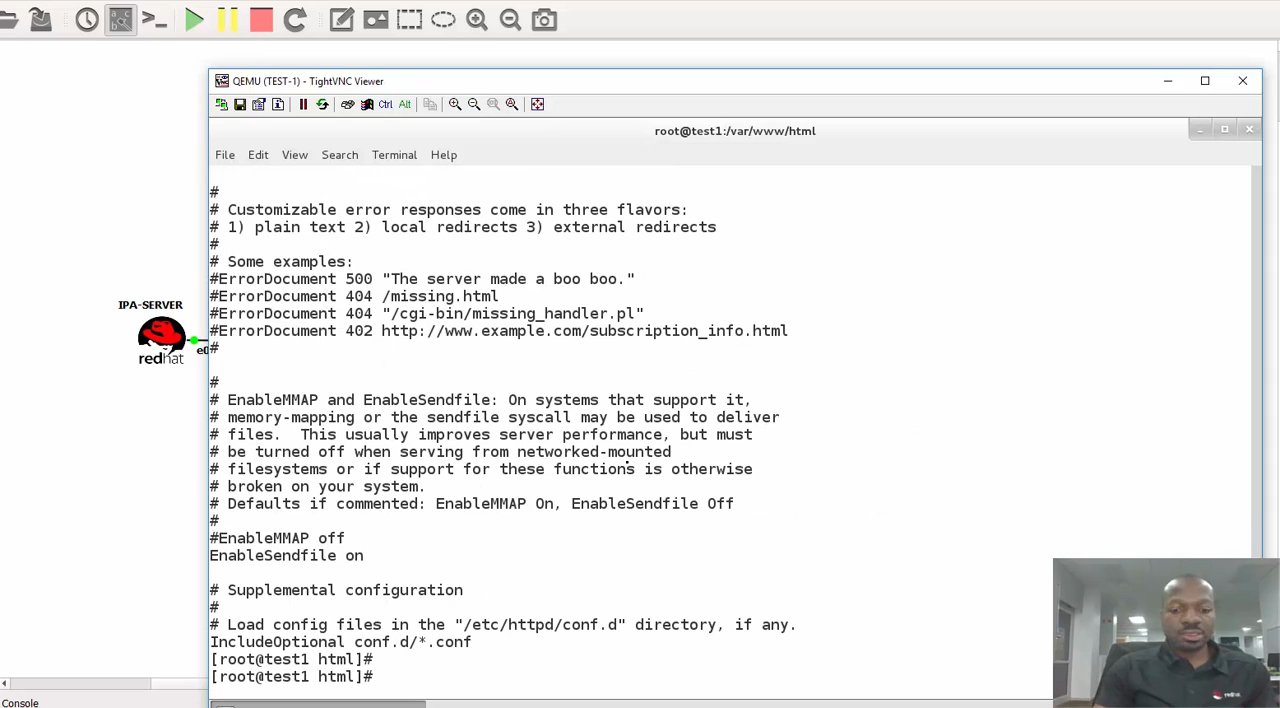 QEMU (TEST-1) - TightVNC Viewer
Ctrl Alt
root@test1:/var/www/html
File Edit View Search Terminal Help
#
# Customizable error responses come in three flavors:
# 1) plain text 2) local redirects 3) external redirects
#
# Some examples:
#ErrorDocument 500 "The server made a boo boo."
#ErrorDocument 404 /missing.html
#ErrorDocument 404 "/cgi-bin/missing_handler.pl"
#ErrorDocument 402 http://www.example.com/subscription_info.html
#
#
# EnableMMAP and EnableSendfile: On systems that support it,
# memory-mapping or the sendfile syscall may be used to deliver
# files.  This usually improves server performance, but must
# be turned off when serving from networked-mounted
# filesystems or if support for these functions is otherwise
# broken on your system.
# Defaults if commented: EnableMMAP On, EnableSendfile Off
#
#EnableMMAP off
EnableSendfile on
# Supplemental configuration
#
# Load config files in the "/etc/httpd/conf.d" directory, if any.
IncludeOptional conf.d/*.conf
[root@test1 html]#
[root@test1 html]#
IPA-SERVER
redhat
e0
Console
redhat